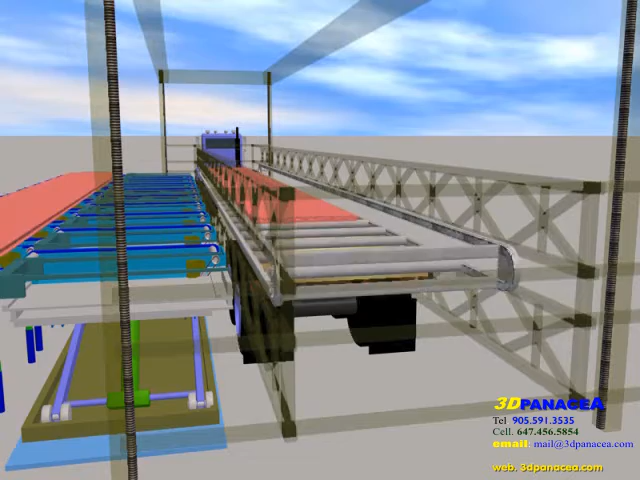 3DPANACEA
Tel 905.591.3535
Cell. 647.456.5854
email: mail@3dpanacea.com
web. 3dpanacea.com